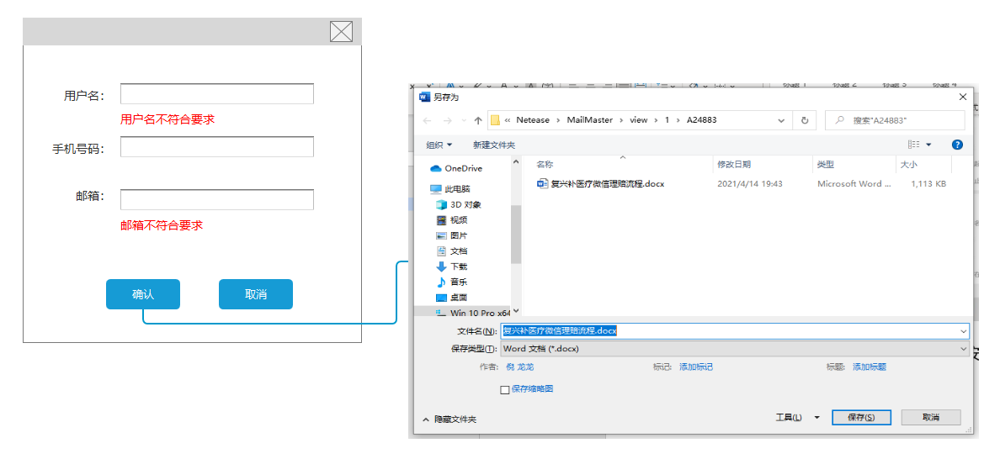 用户名：
用户名不符合要求
手机号码：
邮箱：
邮箱不符合要求
确认
取消
另存为
« Netease › MailMaster › view › 1 › A24883
搜索"A24883"
组织
新建文件夹
名称
修改日期
类型
大小
OneDrive
此电脑
3D 对象
视频
图片
文档
下载
音乐
桌面
Win 10 Pro x64
复兴补医疗微信理赔流程.docx
2021/4/14 19:43
Microsoft Word ...
1,113 KB
文件名(N):
复兴补医疗微信理赔流程.docx
保存类型(T):
Word 文档 (*.docx)
作者:
倪 龙龙
标记:
添加标记
标题:
添加标题
保存缩略图
隐藏文件夹
工具(L)
保存(S)
取消